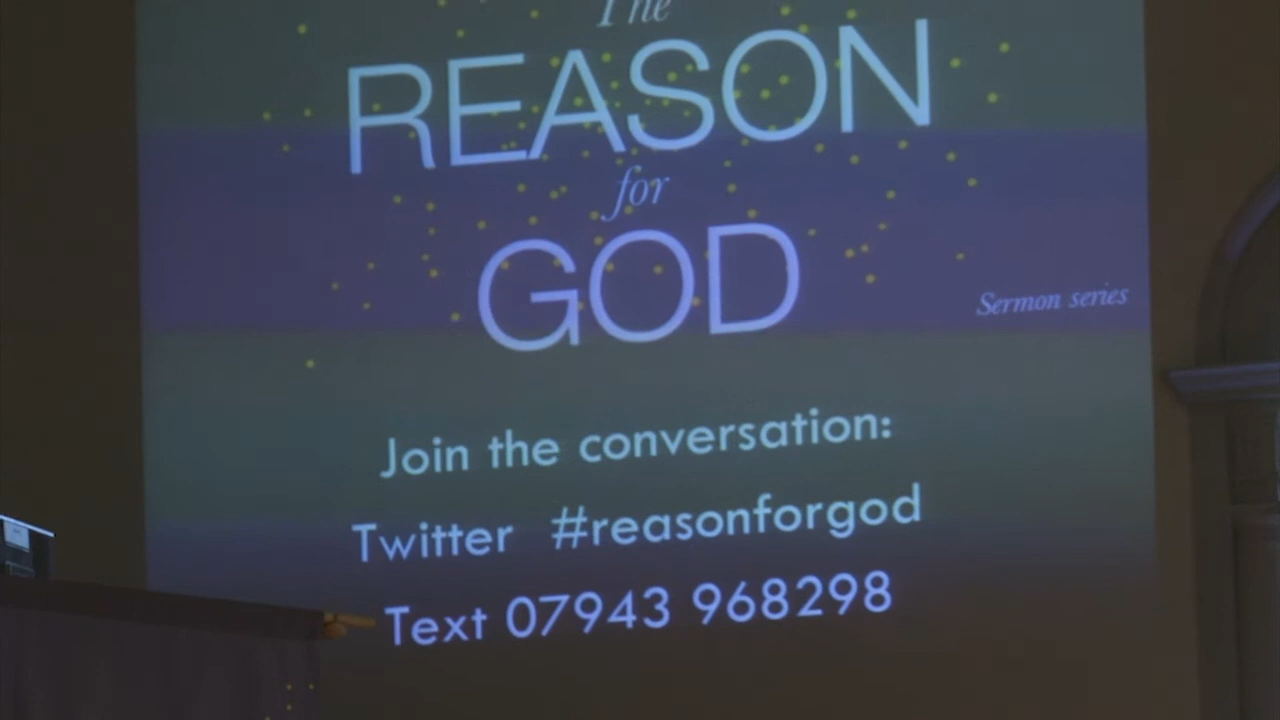 The
REASON
for
GOD
Sermon series
Join the conversation:
Twitter #reasonforgod
Text 07943 968298